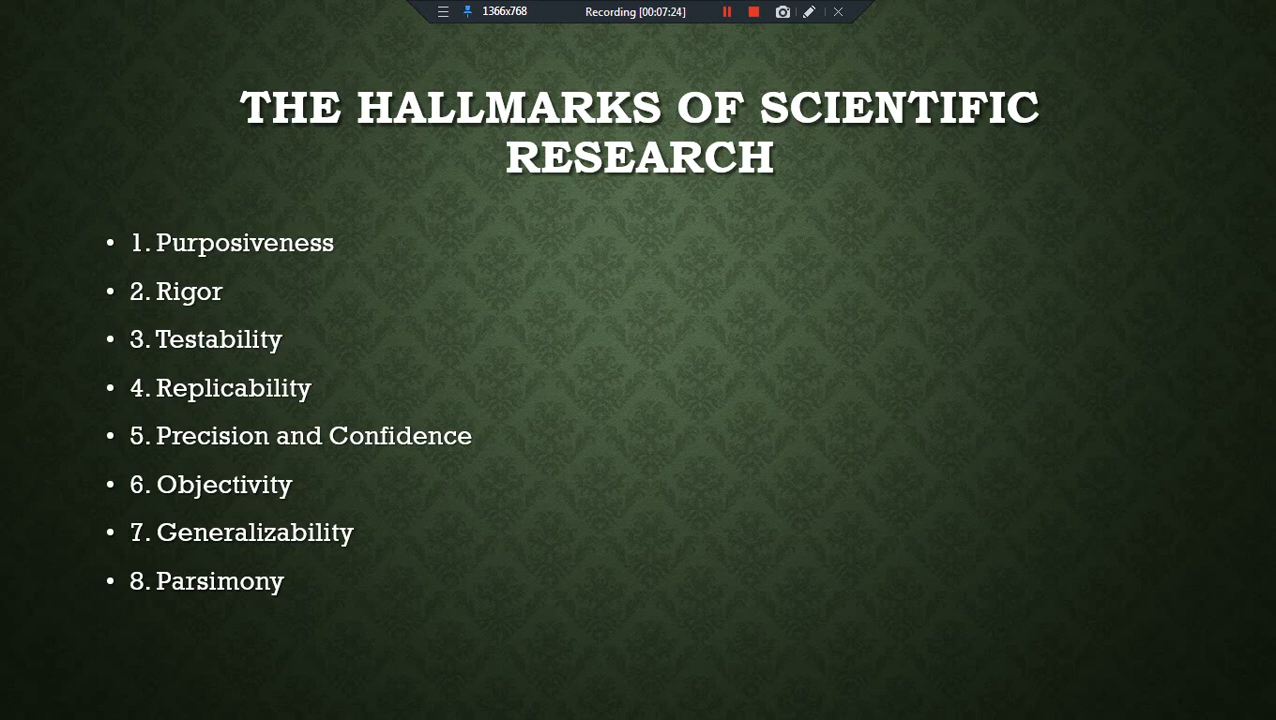 1366x768 Recording [00:07:24]
THE HALLMARKS OF SCIENTIFIC
RESEARCH
• 1. Purposiveness
• 2. Rigor
• 3. Testability
• 4. Replicability
• 5. Precision and Confidence
• 6. Objectivity
• 7. Generalizability
• 8. Parsimony